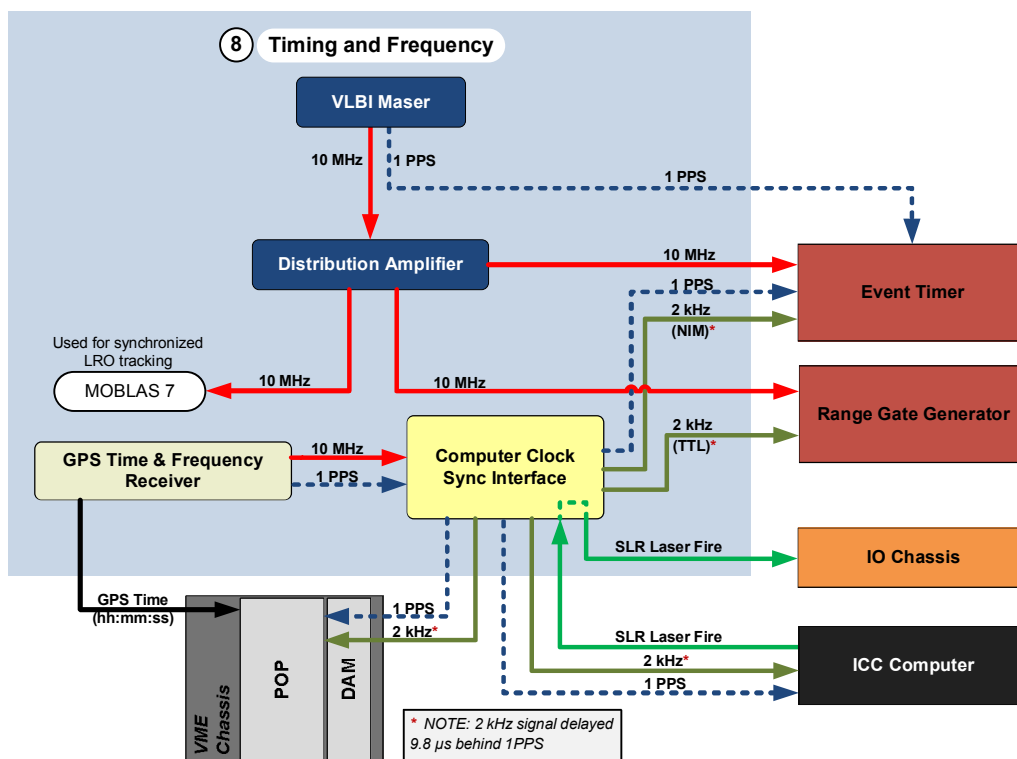 8 Timing and Frequency
VLBI Maser
10 MHz
1 PPS
1 PPS
Distribution Amplifier
10 MHz
1 PPS
Event Timer
2 kHz
(NIM)*
Used for synchronized
LRO tracking
MOBLAS 7
10 MHz
10 MHz
Range Gate Generator
2 kHz
(TTL)*
GPS Time & Frequency
Receiver
10 MHz
1 PPS
Computer Clock
Sync Interface
SLR Laser Fire
IO Chassis
GPS Time
(hh:mm:ss)
1 PPS
2 kHz*
SLR Laser Fire
2 kHz*
1 PPS
ICC Computer
VME
Chassis
POP
DAM
* NOTE: 2 kHz signal delayed
9.8 µs behind 1PPS